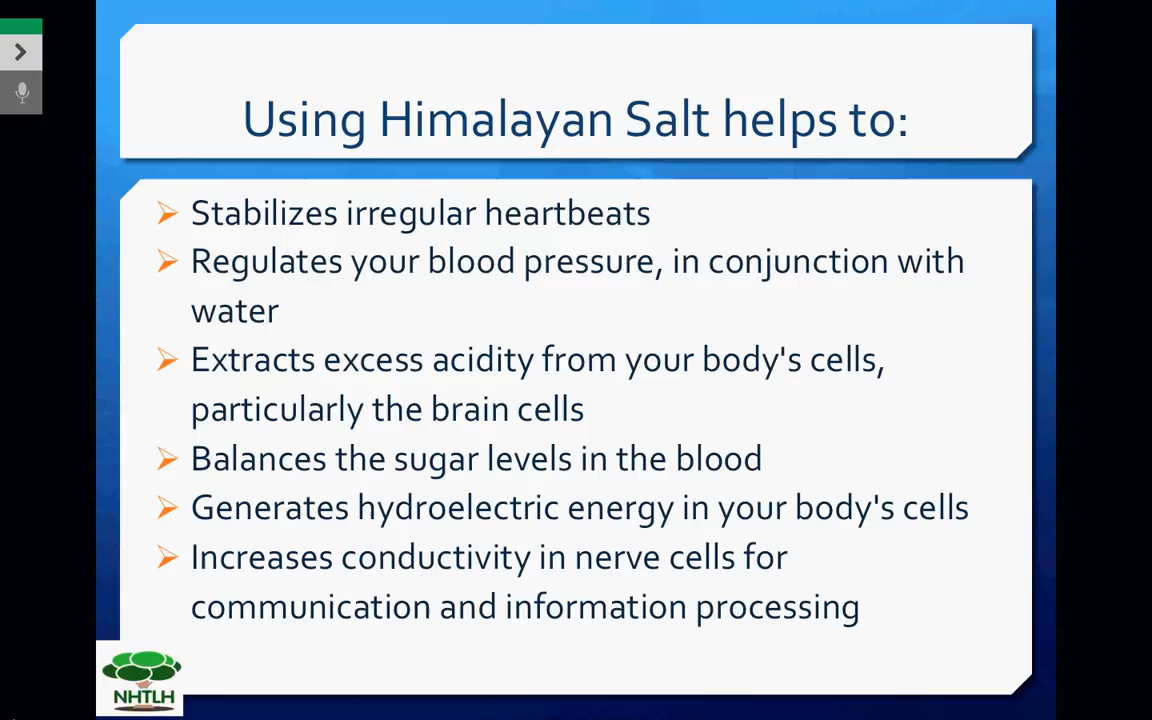 Using Himalayan Salt helps to:
Stabilizes irregular heartbeats
Regulates your blood pressure, in conjunction with
water
Extracts excess acidity from your body's cells,
particularly the brain cells
Balances the sugar levels in the blood
Generates hydroelectric energy in your body's cells
Increases conductivity in nerve cells for
communication and information processing
NHTLH